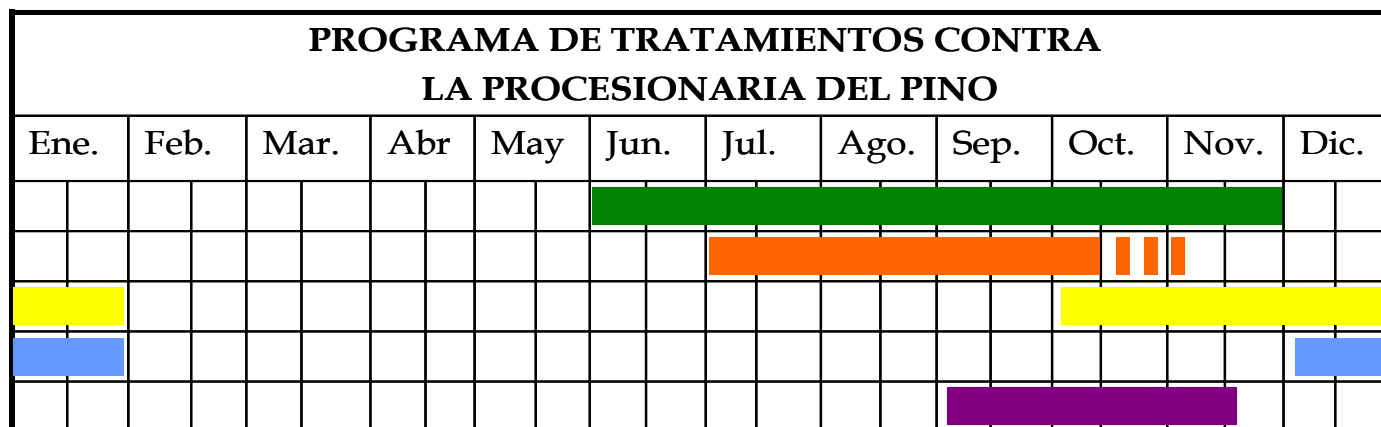 PROGRAMA DE TRATAMIENTOS CONTRA
LA PROCESIONARIA DEL PINO
Ene. Feb. Mar. Abr May Jun. Jul. Ago. Sep. Oct. Nov. Dic.